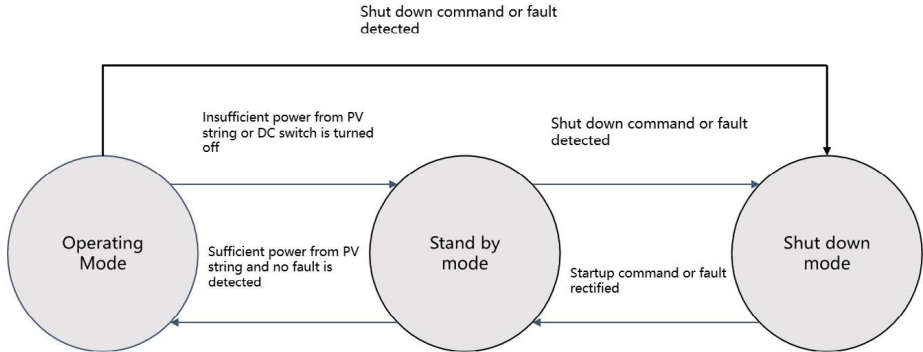 Shut down command or fault
detected
Insufficient power from PV
string or DC switch is turned
off
Shut down command or fault
detected
Operating
Mode
Sufficient power from PV
string and no fault is
detected
Stand by
mode
Startup command or fault
rectified
Shut down
mode